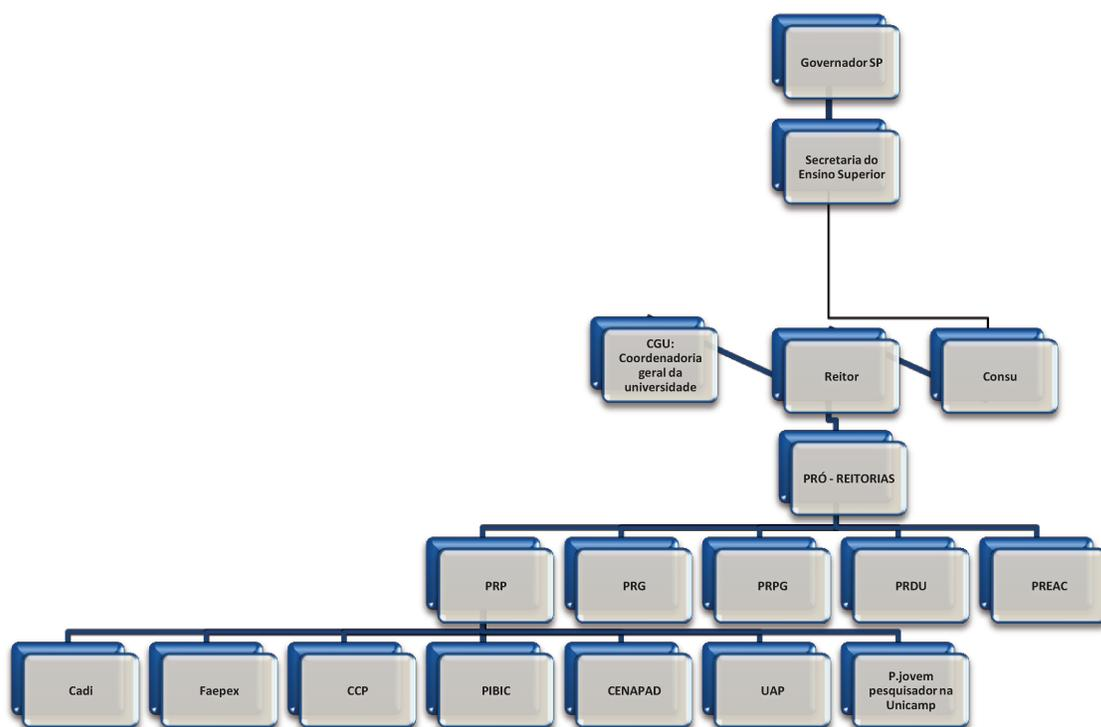 Governador SP
Secretaria do
Ensino Superior
CGU:
Coordenadoria
geral da
universidade
Reitor
Consu
PRÓ - REITORIAS
PRP
PRG
PRPG
PRDU
PREAC
Cadi
Faepex
CCP
PIBIC
CENAPAD
UAP
P.jovem
pesquisador na
Unicamp